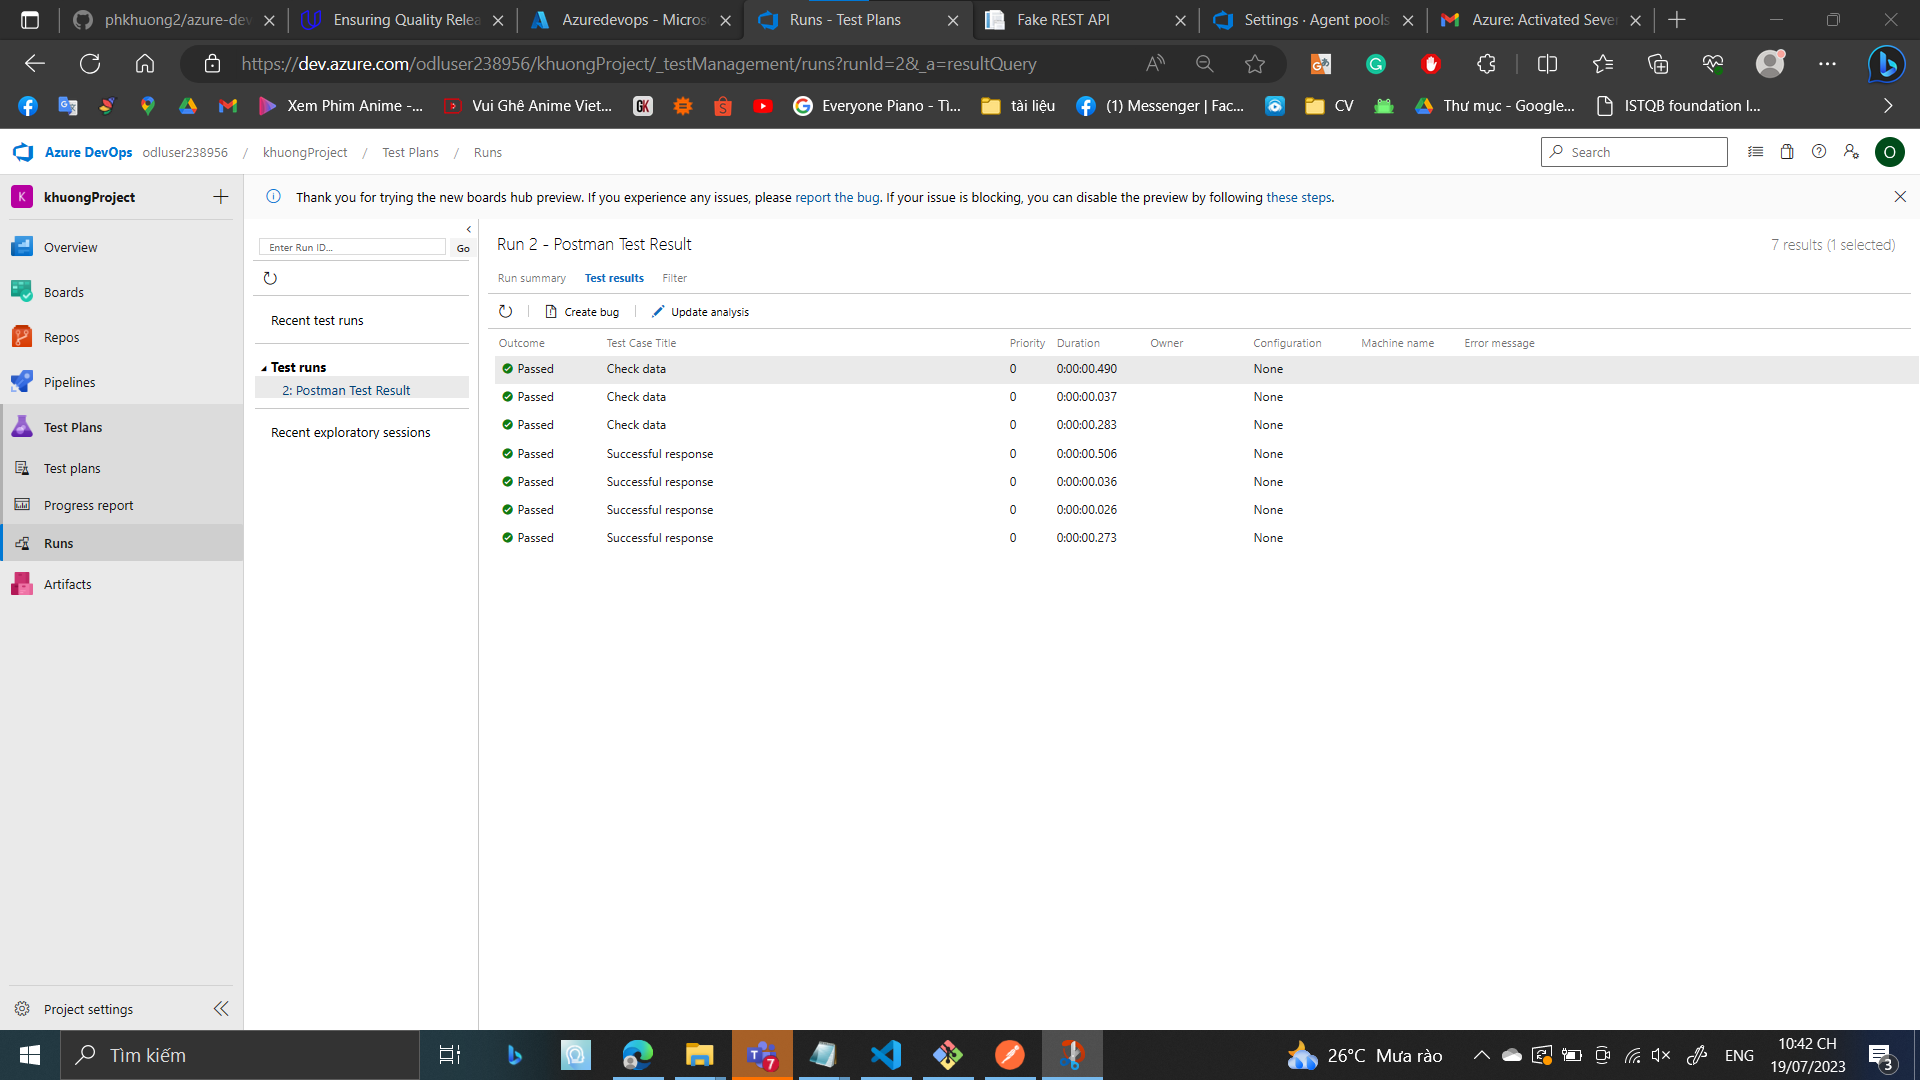 phkhuong2/azure-dev
Ensuring Quality Relea
Azuredevops - Micros
Runs - Test Plans
Fake REST API
Settings · Agent pools
Azure: Activated Sever
https://dev.azure.com/odluser238956/khuongProject/_testManagement/runs?runId=2&_a=resultQuery
Xem Phim Anime -...
Vui Ghê Anime Viet...
Everyone Piano - Tì...
tài liệu
(1) Messenger | Fac...
CV
Thư mục - Google...
ISTQB foundation l...
Azure DevOps odluser238956 / khuongProject / Test Plans / Runs
Search
O
K khuongProject
Thank you for trying the new boards hub preview. If you experience any issues, please report the bug. If your issue is blocking, you can disable the preview by following these steps.
Overview
Boards
Repos
Pipelines
Test Plans
Test plans
Progress report
Runs
Artifacts
Project settings
Enter Run ID...
Go
Recent test runs
Test runs
2: Postman Test Result
Recent exploratory sessions
Run 2 - Postman Test Result
7 results (1 selected)
Run summary Test results Filter
Create bug Update analysis
Outcome Test Case Title Priority Duration Owner Configuration Machine name Error message
Passed Check data 0 0:00:00.490 None
Passed Check data 0 0:00:00.037 None
Passed Check data 0 0:00:00.283 None
Passed Successful response 0 0:00:00.506 None
Passed Successful response 0 0:00:00.036 None
Passed Successful response 0 0:00:00.026 None
Passed Successful response 0 0:00:00.273 None
Tìm kiếm
7
26°C Mưa rào
ENG
10:42 CH
19/07/2023
3